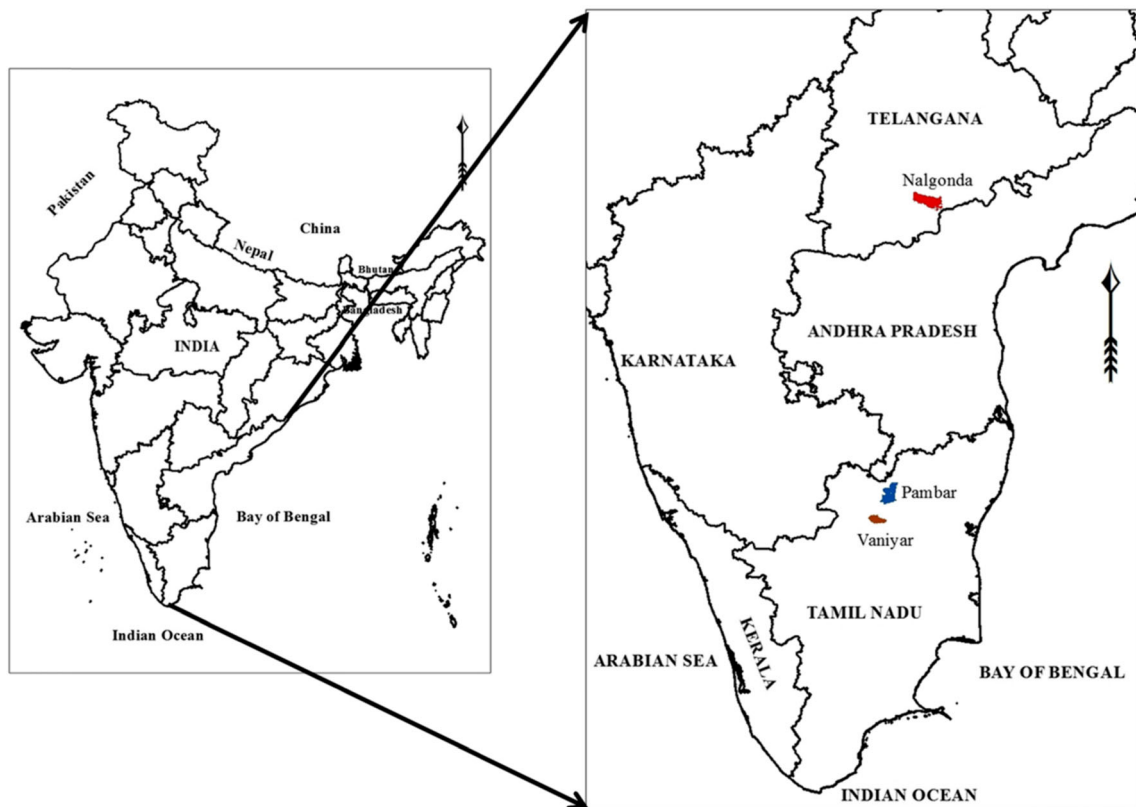 Pakistan
China
Nepal
Bhutan
Bangladesh
INDIA
Arabian Sea
Bay of Bengal
Indian Ocean
TELANGANA
Nalgonda
ANDHRA PRADESH
KARNATAKA
Pambar
Vaniyar
TAMIL NADU
KERALA
ARABIAN SEA
BAY OF BENGAL
INDIAN OCEAN